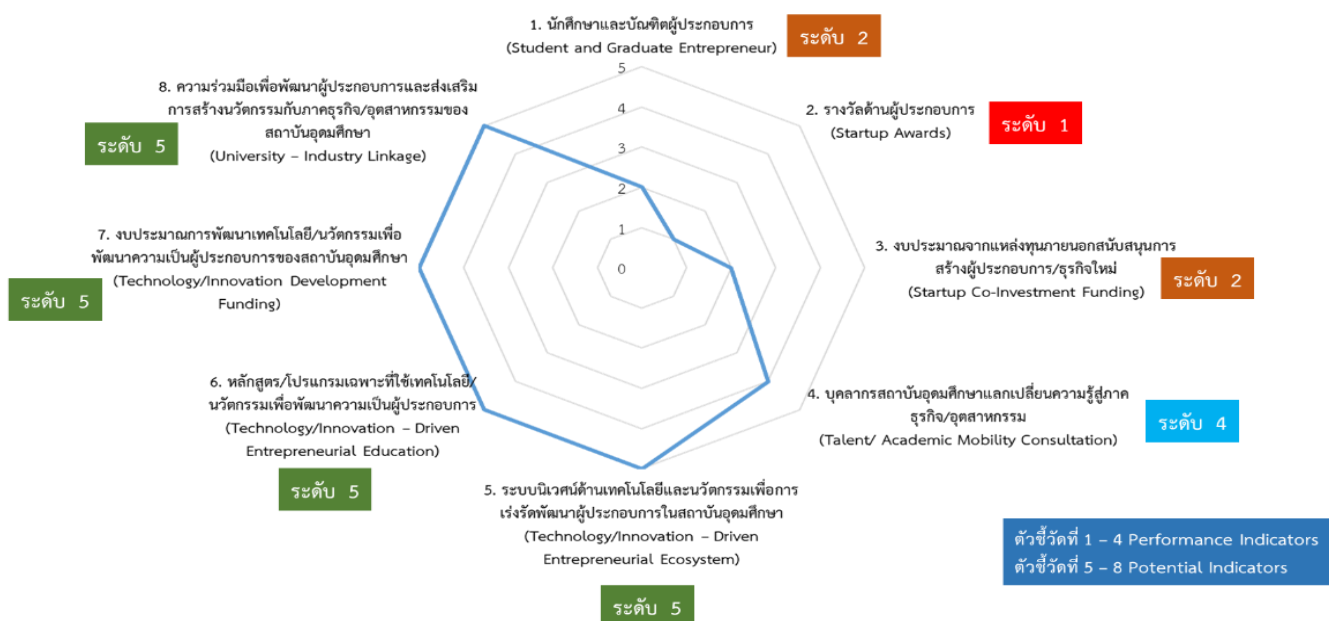 1. นักศึกษาและบัณฑิตผู้ประกอบการ
(Student and Graduate Entrepreneur)
ระดับ 2
2. รางวัลด้านผู้ประกอบการ
(Startup Awards)
ระดับ 1
3. งบประมาณจากแหล่งทุนภายนอกสนับสนุนการ
สร้างผู้ประกอบการ/ธุรกิจใหม่
(Startup Co-Investment Funding)
ระดับ 2
4. บุคลากรสถาบันอุดมศึกษาแลกเปลี่ยนความรู้สู่ภาค
ธุรกิจ/อุตสาหกรรม
(Talent/ Academic Mobility Consultation)
ระดับ 4
5. ระบบนิเวศน์ด้านเทคโนโลยีและนวัตกรรมเพื่อการ
เร่งรัดพัฒนาผู้ประกอบการในสถาบันอุดมศึกษา
(Technology/Innovation – Driven
Entrepreneurial Ecosystem)
ระดับ 5
6. หลักสูตร/โปรแกรมเฉพาะที่ใช้เทคโนโลยี/
นวัตกรรมเพื่อพัฒนาความเป็นผู้ประกอบการ
(Technology/Innovation – Driven
Entrepreneurial Education)
ระดับ 5
7. งบประมาณการพัฒนาเทคโนโลยี/นวัตกรรมเพื่อ
พัฒนาความเป็นผู้ประกอบการของสถาบันอุดมศึกษา
(Technology/Innovation Development
Funding)
ระดับ 5
8. ความร่วมมือเพื่อพัฒนาผู้ประกอบการและส่งเสริม
การสร้างนวัตกรรมกับภาคธุรกิจ/อุตสาหกรรมของ
สถาบันอุดมศึกษา
(University – Industry Linkage)
ระดับ 5
5
4
3
2
1
0
ตัวชี้วัดที่ 1 – 4 Performance Indicators
ตัวชี้วัดที่ 5 – 8 Potential Indicators